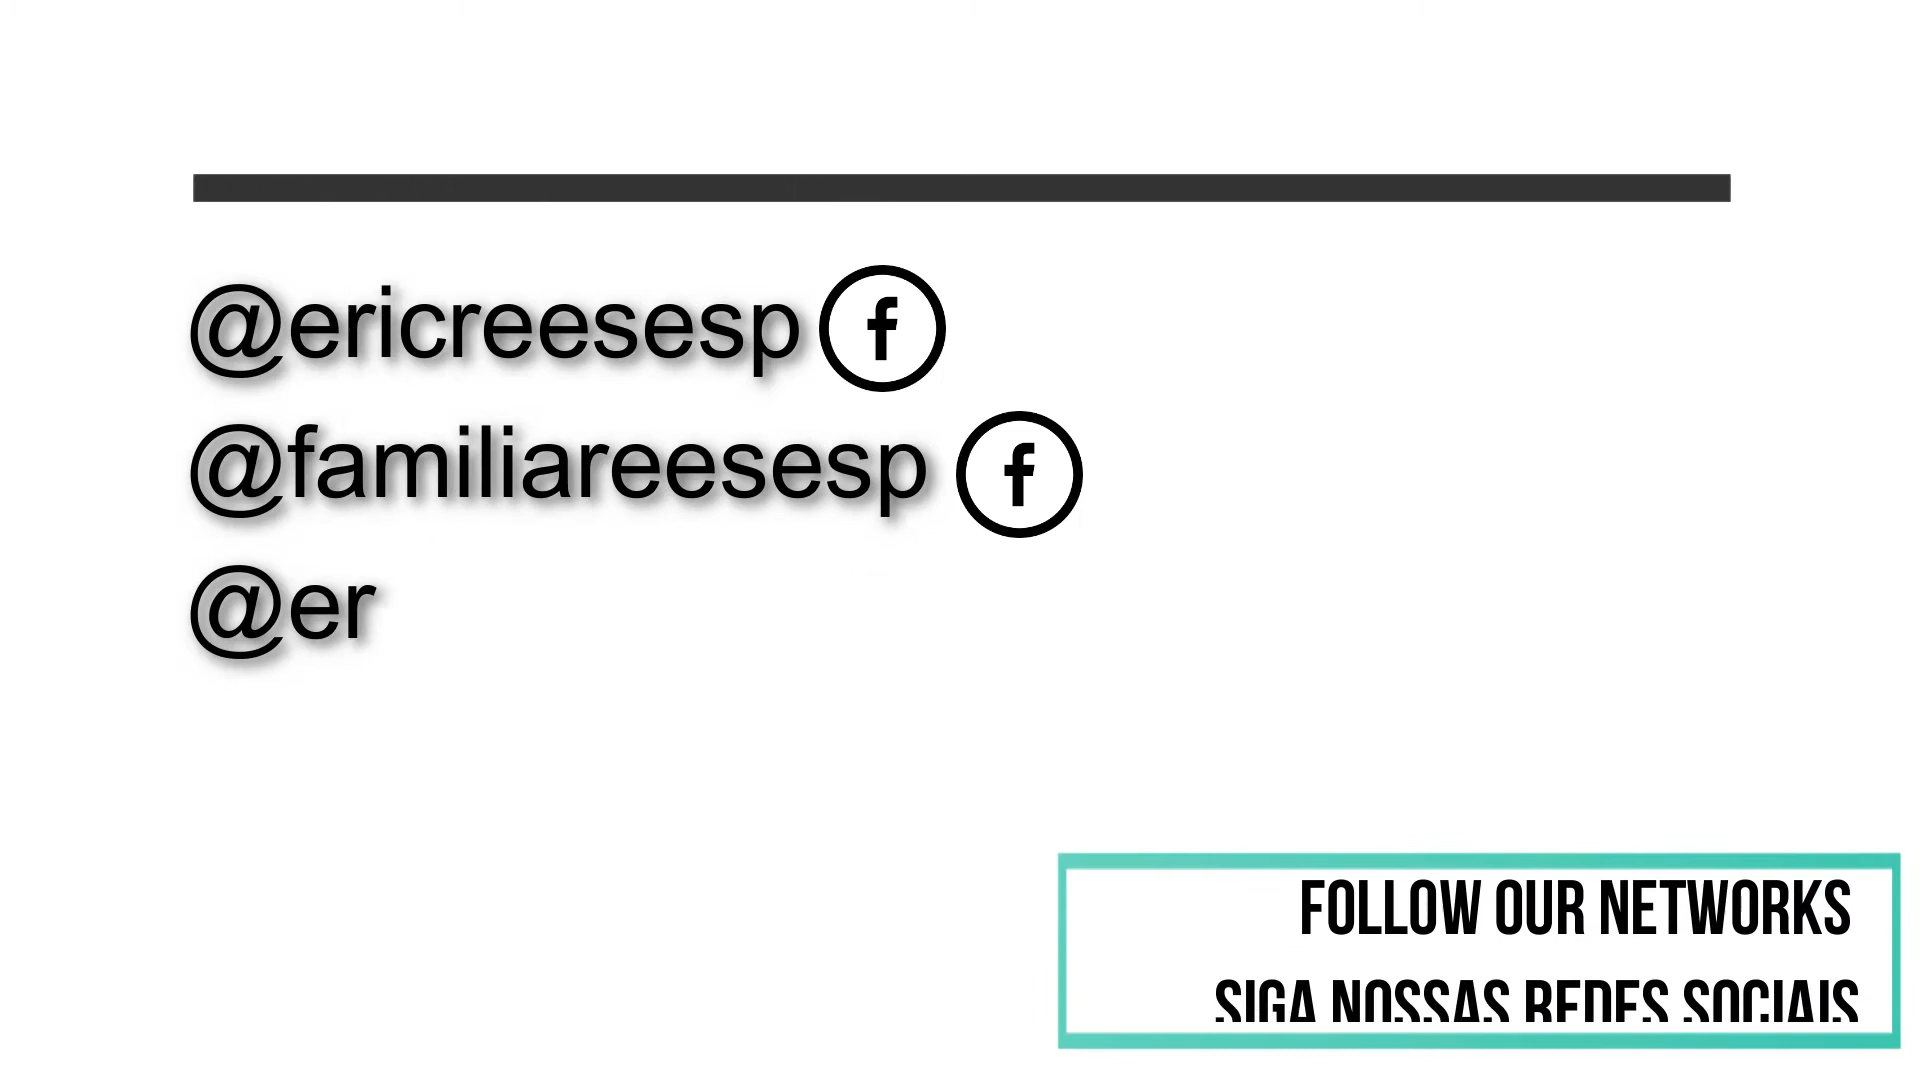 @ericreesesp
@familiareesesp
@er
FOLLOW OUR NETWORKS
SIGA NOSSAS REDES SOCIAIS